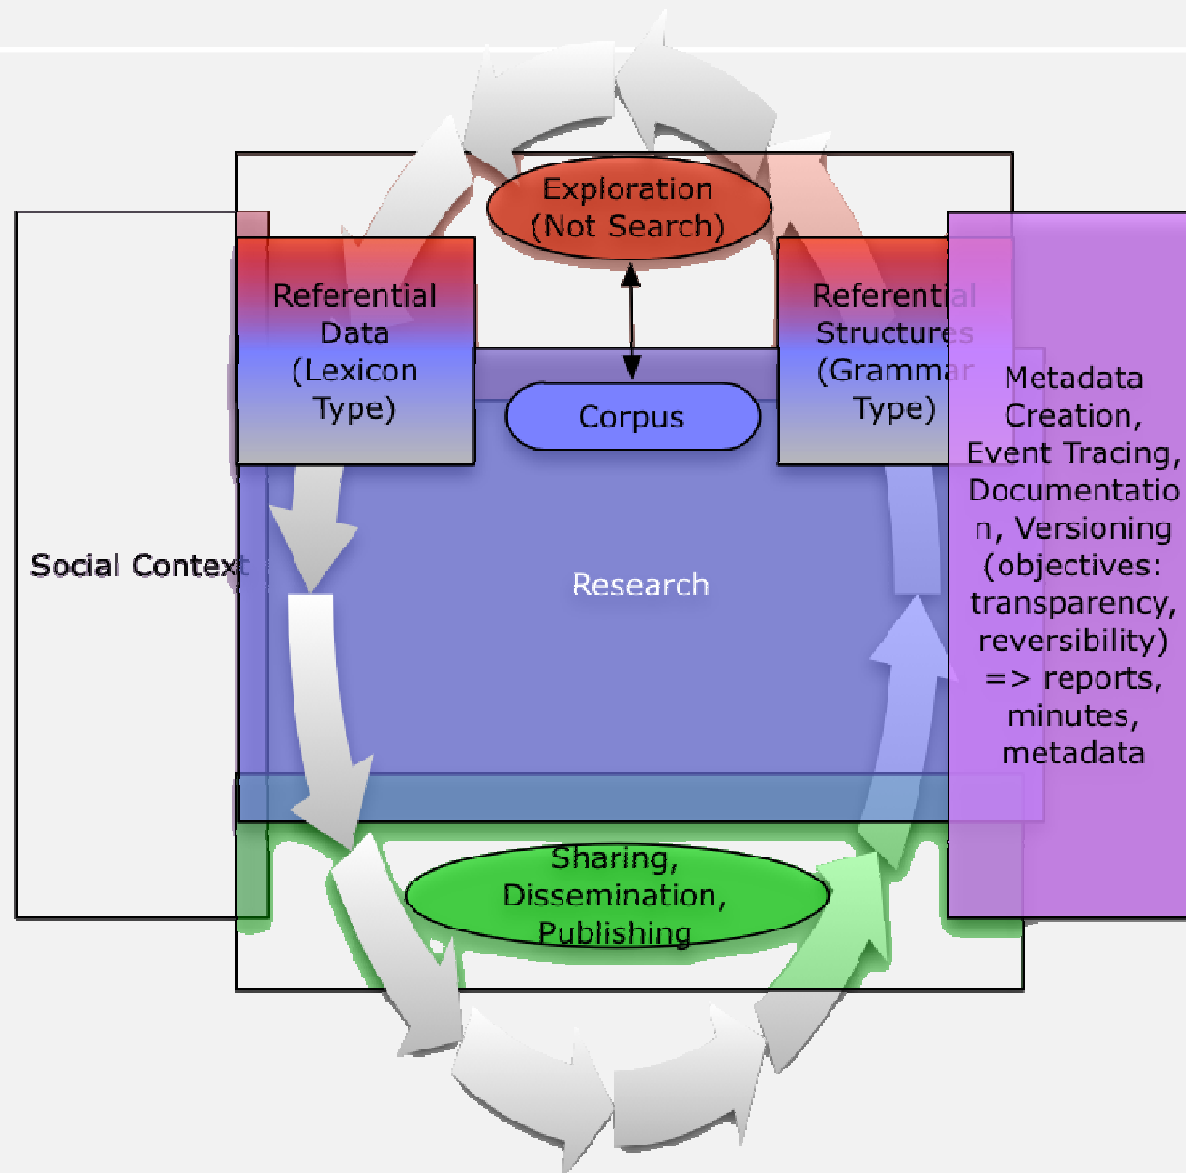 Exploration
(Not Search)
Referential
Data
(Lexicon
Type)
Referential
Structures
(Grammar
Type)
Corpus
Metadata
Creation,
Event Tracing,
Documentatio
n, Versioning
(objectives:
transparency,
reversibility)
=> reports,
minutes,
metadata
Social Context
Research
Sharing,
Dissemination,
Publishing